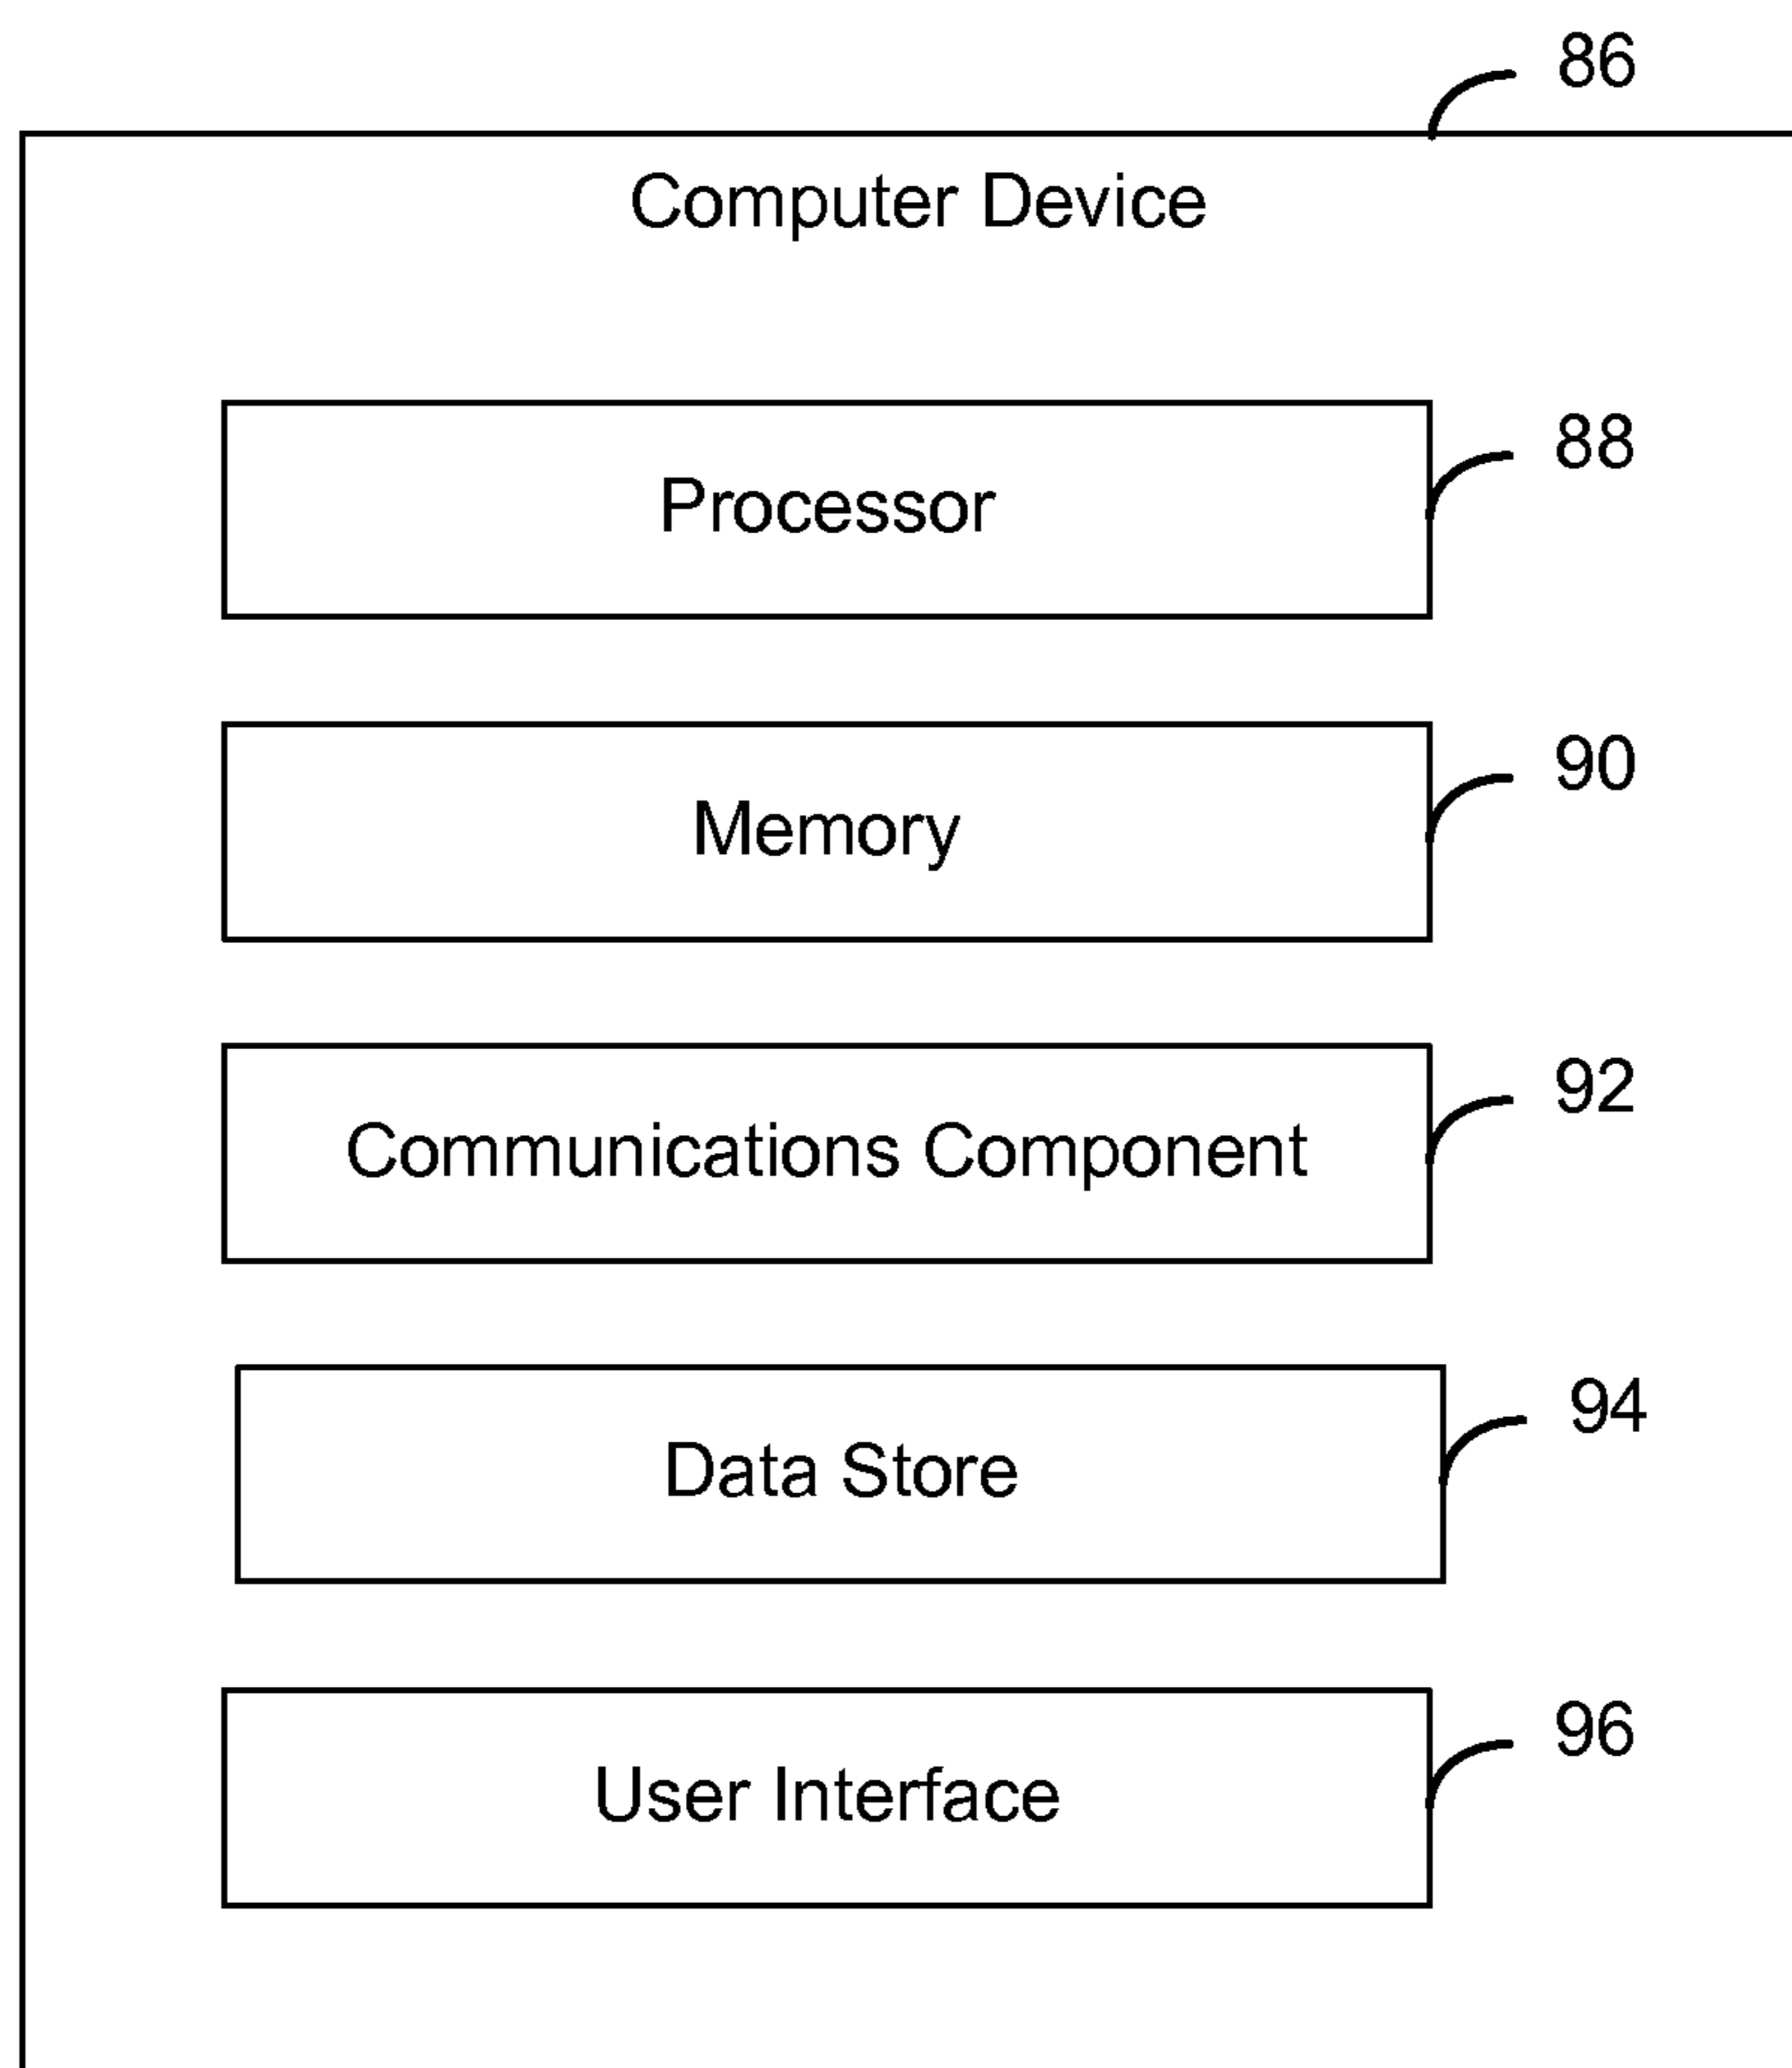 86
Computer Device
88
Processor
90
Memory
92
Communications Component
94
Data Store
96
User Interface